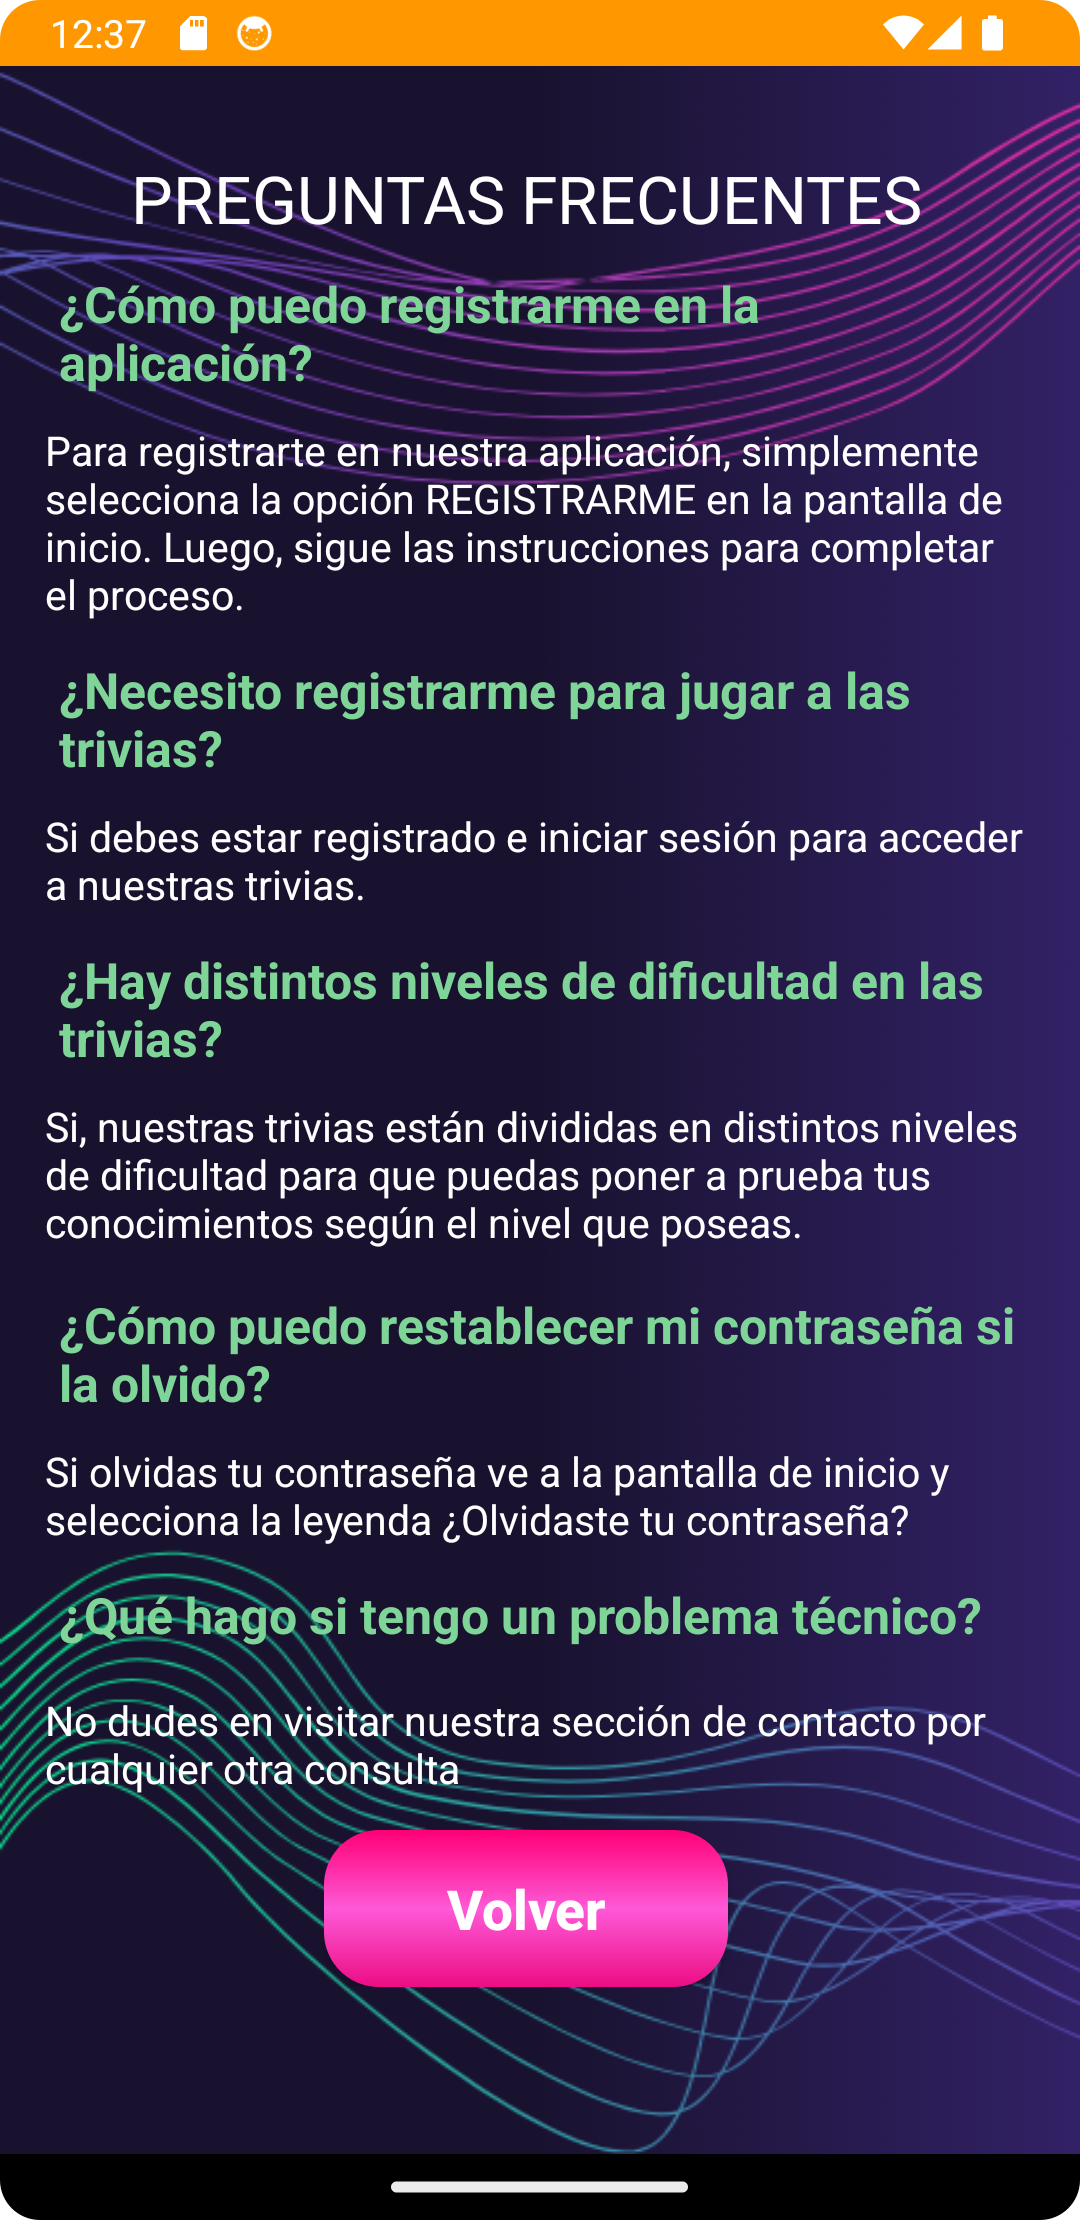 12:37
PREGUNTAS FRECUENTES
¿Cómo puedo registrarme en la
aplicación?
Para registrarte en nuestra aplicación, simplemente
selecciona la opción REGISTRARME en la pantalla de
inicio. Luego, sigue las instrucciones para completar
el proceso.
¿Necesito registrarme para jugar a las
trivias?
Si debes estar registrado e iniciar sesión para acceder
a nuestras trivias.
¿Hay distintos niveles de dificultad en las
trivias?
Si, nuestras trivias están divididas en distintos niveles
de dificultad para que puedas poner a prueba tus
conocimientos según el nivel que poseas.
¿Cómo puedo restablecer mi contraseña si
la olvido?
Si olvidas tu contraseña ve a la pantalla de inicio y
selecciona la leyenda ¿Olvidaste tu contraseña?
¿Qué hago si tengo un problema técnico?
No dudes en visitar nuestra sección de contacto por
cualquier otra consulta
Volver